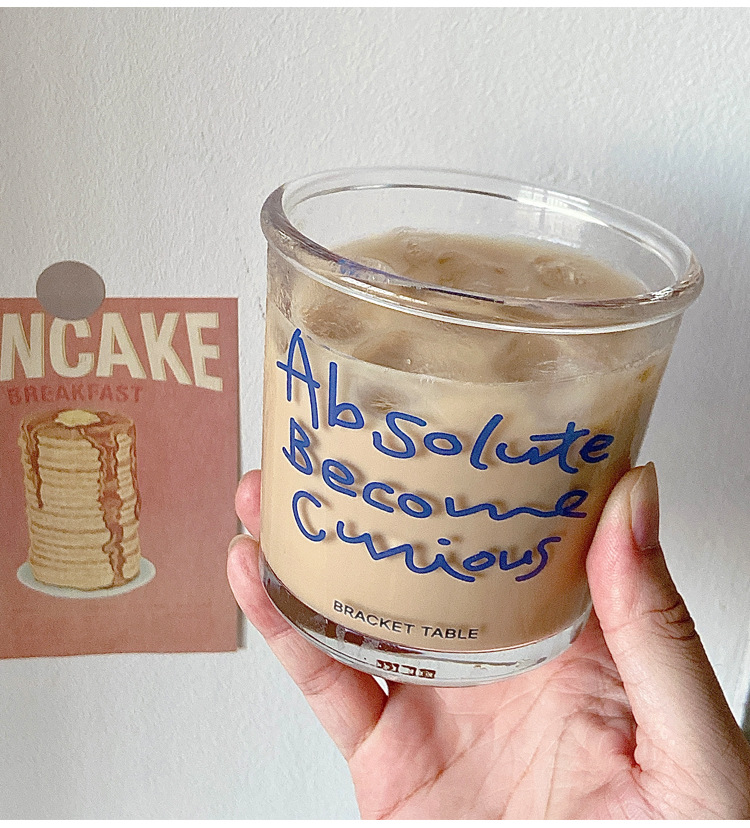 NCAKE
BREAKFAST
Absolute
Become
Curious
BRACKET TABLE